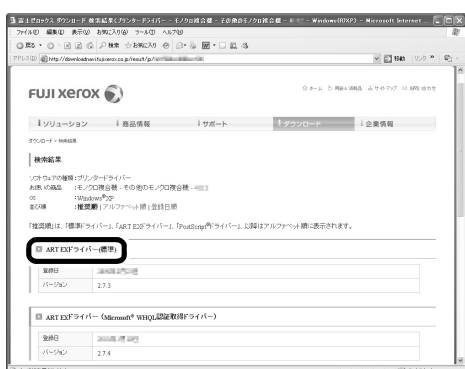 富士ゼロックス ダウンロード 検索結果(プリンタードライバー - モノクロ複合機 - その他のモノクロ複合機 - Windows(R)XP) - Microsoft Internet ...
ファイル(F) 編集(E) 表示(V) お気に入り(A) ツール(T) ヘルプ(H)
戻る 検索 お気に入り
アドレス(D) http://downloadnavi.fujixerox.co.jp/result/jp/ 移動 リンク
FUJI XEROX
ホーム サイトマップ お問い合わせ
ソリューション 商品情報 サポート ダウンロード 企業情報
ダウンロード > 検索結果
検索結果
ソフトウェアの種類:プリンタードライバー
お使いの商品 :モノクロ複合機 - その他のモノクロ複合機 -
OS :Windows®XP
並び順 :推奨順 | アルファベット順 | 登録日順
「推奨順」は、「標準ドライバー」、「ART EXドライバー」、「PostScript®ドライバー」、以降はアルファベット順に表示されます。
ART EXドライバー(標準)
登録日
バージョン 2.7.3
ART EXドライバー (Microsoft® WHQL認証取得ドライバー)
登録日
バージョン 2.7.4